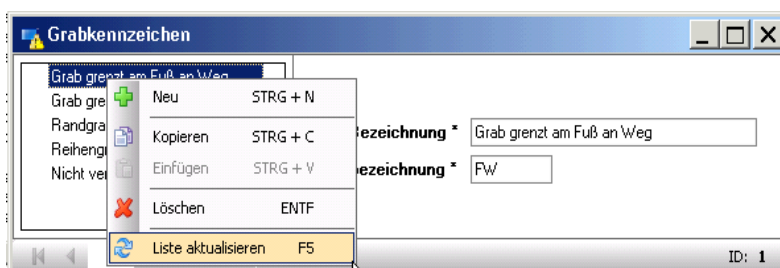 Grabkennzeichen
Grab grenzt am Fuß an Weg
Grab gre
Randgra
Reihengr
Nicht ver
Neu STRG + N
Kopieren STRG + C
Einfügen STRG + V
Löschen ENTF
Liste aktualisieren F5
ezeichnung * Grab grenzt am Fuß an Weg
bezeichnung * FW
ID: 1